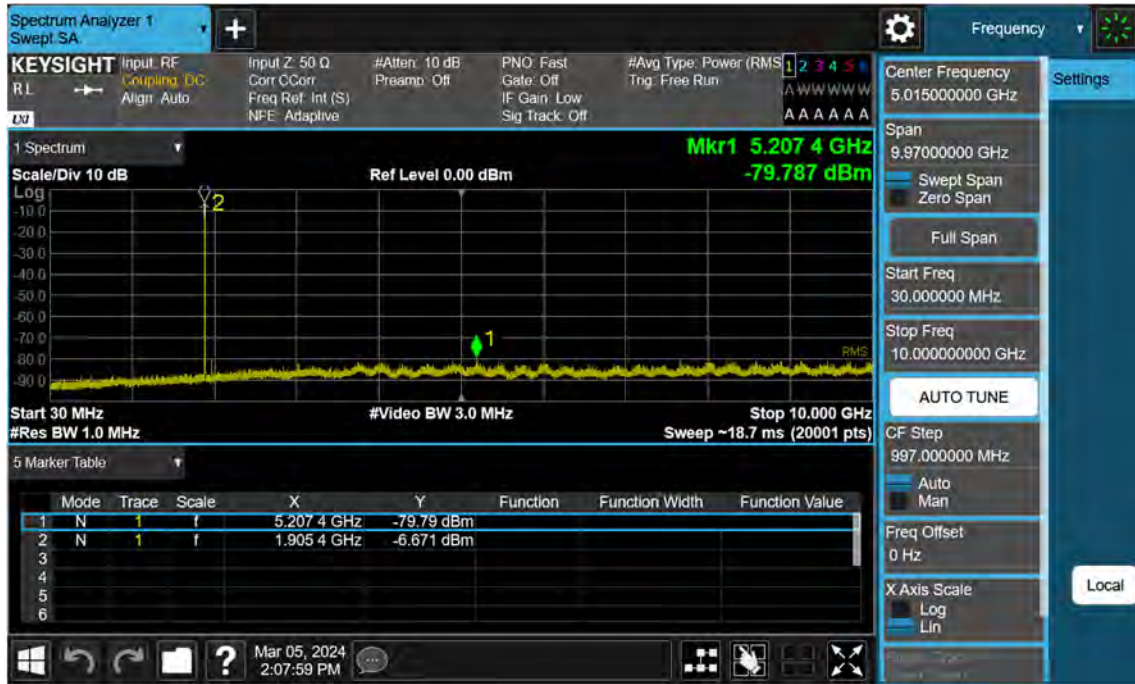 Spectrum Analyzer 1
Swept SA
Frequency
KEYSIGHT
Input: RF
Coupling: DC
Align: Auto
Input Z: 50 Ω
Corr CCorr
Freq Ref: Int (S)
NFE: Adaptive
#Atten: 10 dB
Preamp: Off
PNO: Fast
Gate: Off
IF Gain: Low
Sig Track: Off
#Avg Type: Power (RMS
Trig: Free Run
1 2 3 4 5 6
A W W W W W
A A A A A A
R L
LXI
1 Spectrum
Scale/Div 10 dB
Ref Level 0.00 dBm
Mkr1 5.207 4 GHz
-79.787 dBm
Log
-10.0
-20.0
-30.0
-40.0
-50.0
-60.0
-70.0
-80.0
-90.0
2
1
RMS
Start 30 MHz
#Video BW 3.0 MHz
Stop 10.000 GHz
#Res BW 1.0 MHz
Sweep ~18.7 ms (20001 pts)
5 Marker Table
Mode Trace Scale X Y Function Function Width Function Value
1 N 1 f 5.207 4 GHz -79.79 dBm
2 N 1 f 1.905 4 GHz -6.671 dBm
3
4
5
6
Mar 05, 2024
2:07:59 PM
Center Frequency
5.015000000 GHz
Settings
Span
9.97000000 GHz
Swept Span
Zero Span
Full Span
Start Freq
30.000000 MHz
Stop Freq
10.000000000 GHz
AUTO TUNE
CF Step
997.000000 MHz
Auto
Man
Freq Offset
0 Hz
X Axis Scale
Log
Lin
Local